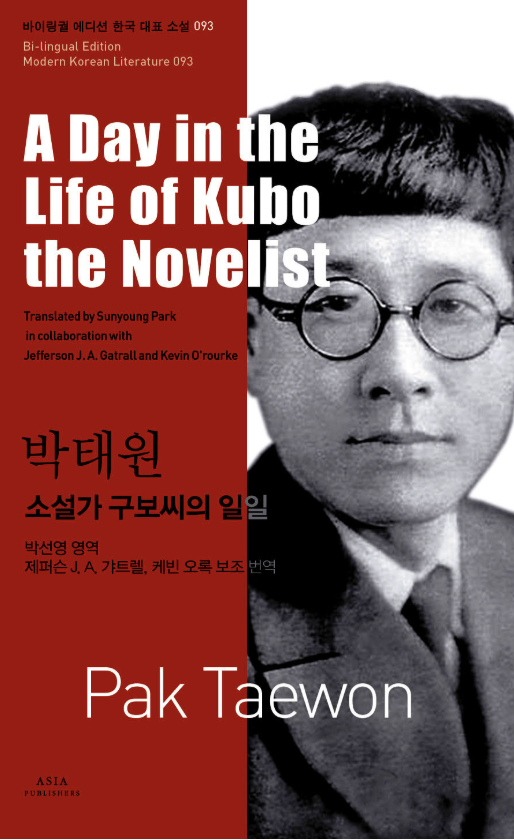 바이링궐 에디션 한국 대표 소설 093
Bi-lingual Edition
Modern Korean Literature 093
A Day in the
Life of Kubo
the Novelist
Translated by Sunyoung Park
in collaboration with
Jefferson J. A. Gatrall and Kevin O'rourke
박태원
소설가 구보씨의 일일
박선영 영역
제퍼슨 J. A. 갸트렐, 케빈 오록 보조 번역
Pak Taewon
ASIA
PUBLISHERS